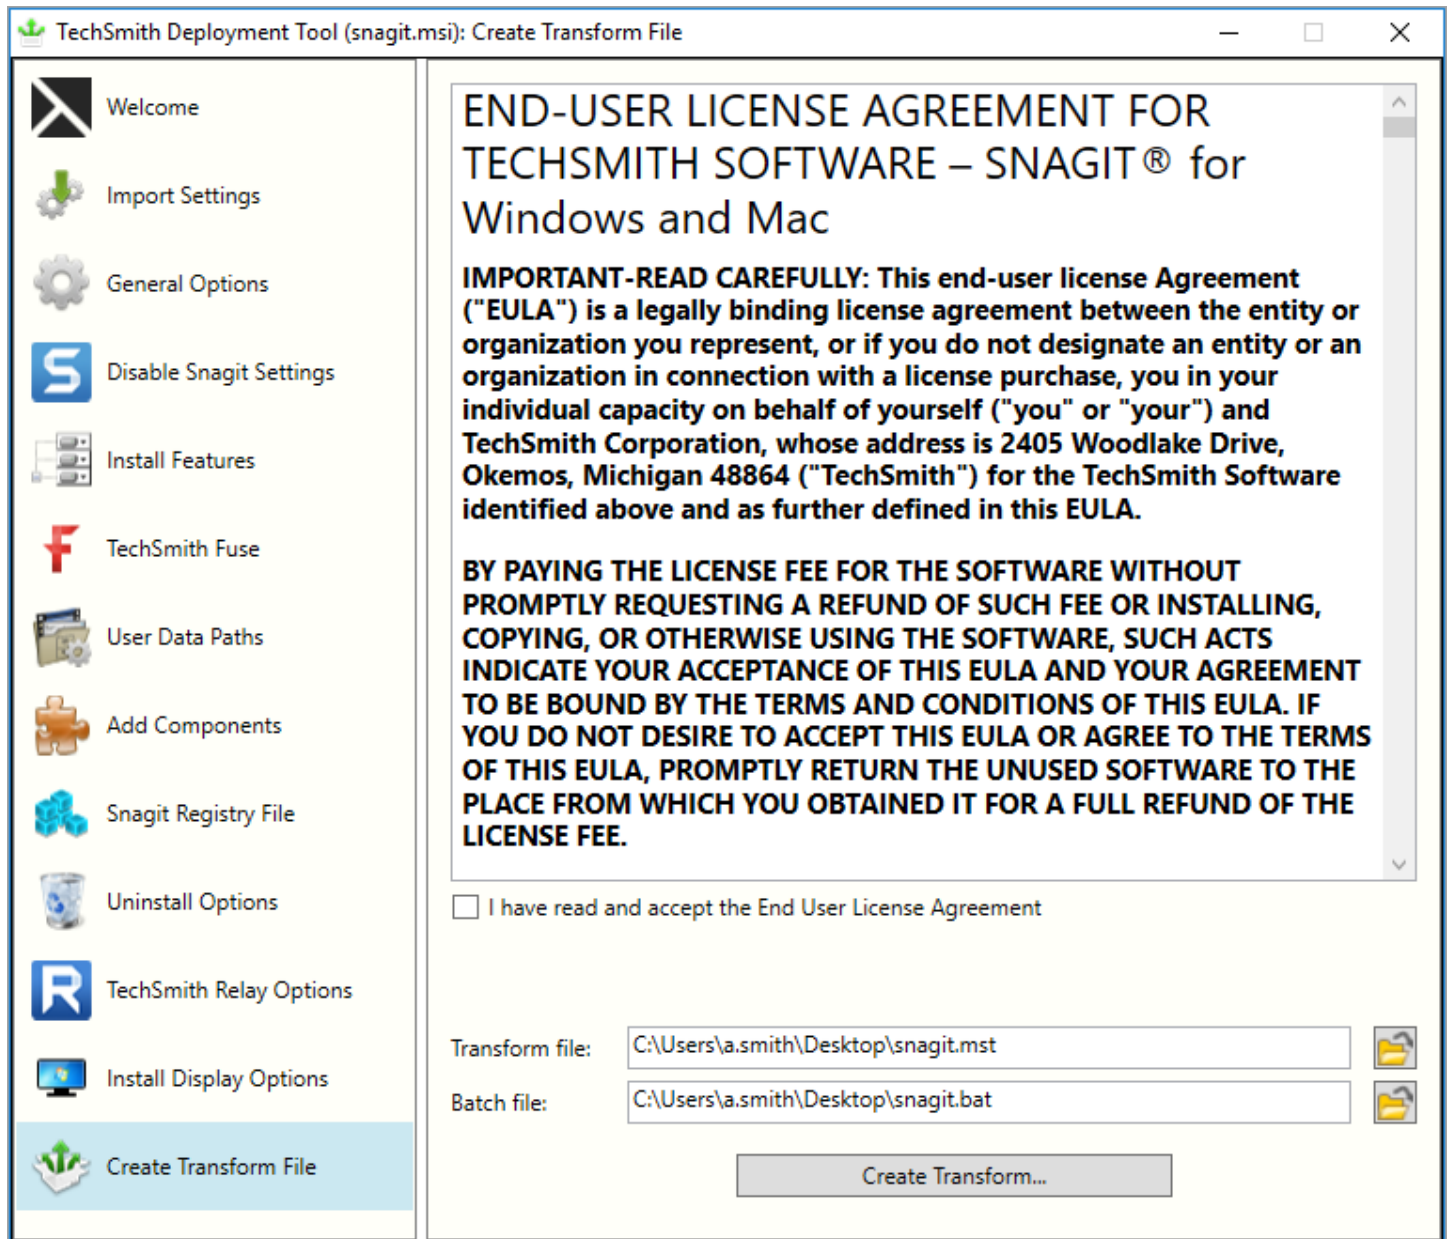 TechSmith Deployment Tool (snagit.msi): Create Transform File
Welcome
Import Settings
General Options
Disable Snagit Settings
Install Features
TechSmith Fuse
User Data Paths
Add Components
Snagit Registry File
Uninstall Options
TechSmith Relay Options
Install Display Options
Create Transform File
END-USER LICENSE AGREEMENT FOR
TECHSMITH SOFTWARE – SNAGIT® for
Windows and Mac
IMPORTANT-READ CAREFULLY: This end-user license Agreement
("EULA") is a legally binding license agreement between the entity or
organization you represent, or if you do not designate an entity or an
organization in connection with a license purchase, you in your
individual capacity on behalf of yourself ("you" or "your") and
TechSmith Corporation, whose address is 2405 Woodlake Drive,
Okemos, Michigan 48864 ("TechSmith") for the TechSmith Software
identified above and as further defined in this EULA.
BY PAYING THE LICENSE FEE FOR THE SOFTWARE WITHOUT
PROMPTLY REQUESTING A REFUND OF SUCH FEE OR INSTALLING,
COPYING, OR OTHERWISE USING THE SOFTWARE, SUCH ACTS
INDICATE YOUR ACCEPTANCE OF THIS EULA AND YOUR AGREEMENT
TO BE BOUND BY THE TERMS AND CONDITIONS OF THIS EULA. IF
YOU DO NOT DESIRE TO ACCEPT THIS EULA OR AGREE TO THE TERMS
OF THIS EULA, PROMPTLY RETURN THE UNUSED SOFTWARE TO THE
PLACE FROM WHICH YOU OBTAINED IT FOR A FULL REFUND OF THE
LICENSE FEE.
I have read and accept the End User License Agreement
Transform file: C:\Users\a.smith\Desktop\snagit.mst
Batch file: C:\Users\a.smith\Desktop\snagit.bat
Create Transform...